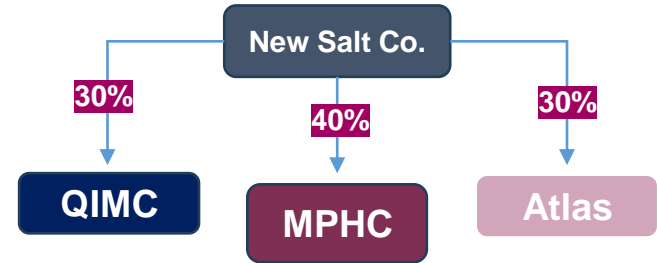 New Salt Co.
30%
40%
30%
QIMC
MPHC
Atlas